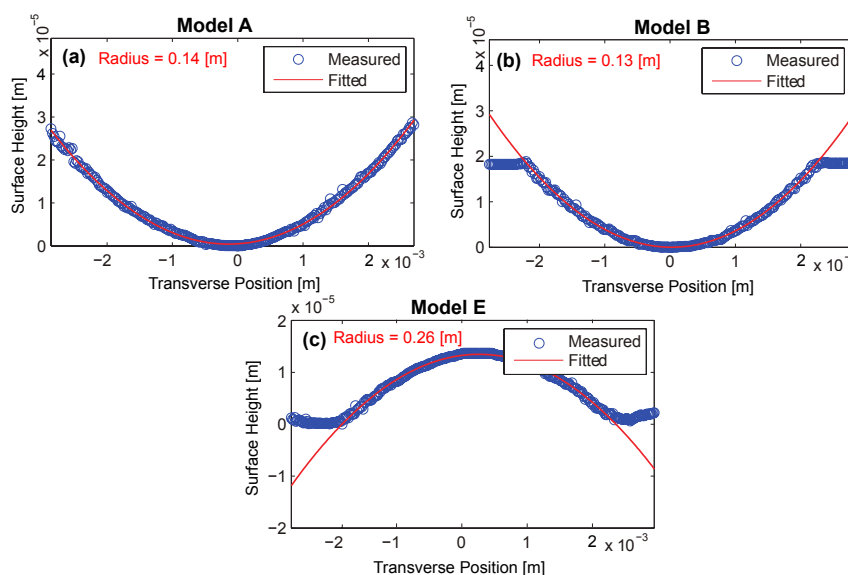 Model A
x 10⁻⁵
(a) Radius = 0.14 [m]
Measured
Fitted
Surface Height [m]
4
3
2
1
0
−2 −1 0 1 2
x 10⁻³
Transverse Position [m]
Model B
x 10⁻⁵
(b) Radius = 0.13 [m]
Measured
Fitted
Surface Height [m]
4
3
2
1
0
−2 −1 0 1 2
x 10⁻
Transverse Position [m]
Model E
x 10⁻⁵
(c) Radius = 0.26 [m]
Measured
Fitted
Surface Height [m]
2
1
0
−1
−2
−2 −1 0 1 2
x 10⁻³
Transverse Position [m]